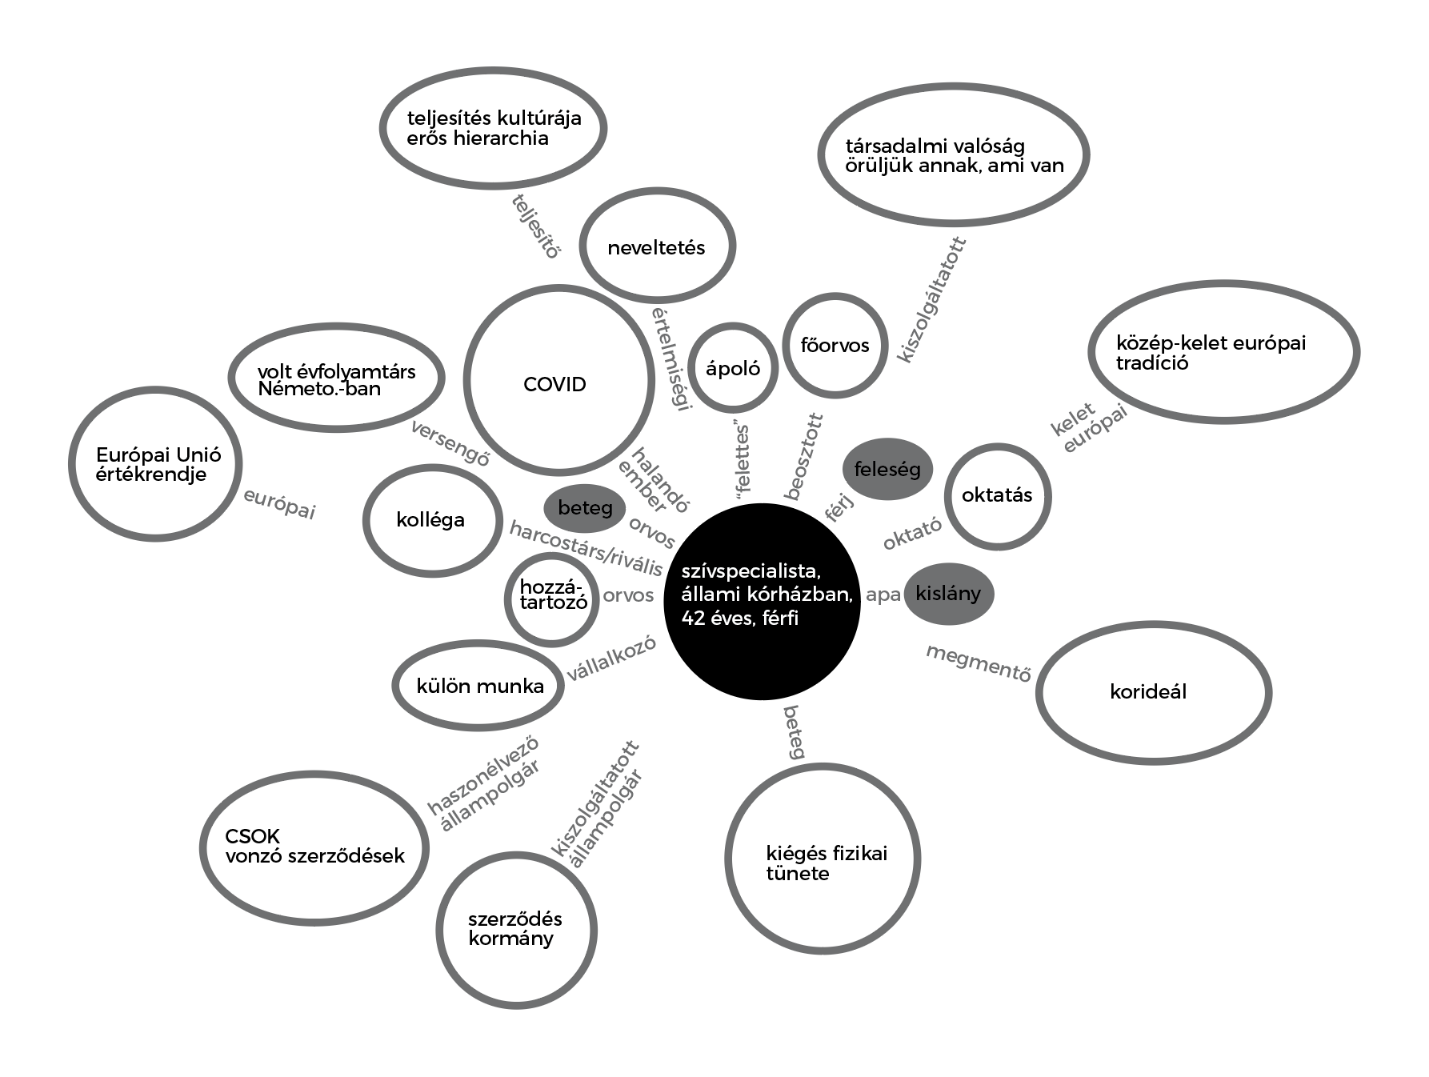 teljesítés kultúrája
erős hierarchia
teljesítő
társadalmi valóság
örüljük annak, ami van
kiszolgáltatott
neveltetés
értelmiségi
COVID
halandó
ember
ápoló
"felettes"
főorvos
beosztott
közép-kelet európai
tradíció
kelet
európai
volt évfolyamtárs
Németo.-ban
versengő
Európai Unió
értékrendje
európai
kolléga
harcostárs/riválís
beteg
orvos
feleség
férj
oktatás
oktató
hozzá-
tartozó
orvos
szívspecialista,
állami kórházban,
42 éves, férfi
apa
kislány
megmentő
korideál
külön munka
vállalkozó
haszonélvező
állampolgár
CSOK
vonzó szerződések
kiszolgáltatott
állampolgár
szerződés
kormány
beteg
kiégés fizikai
tünete